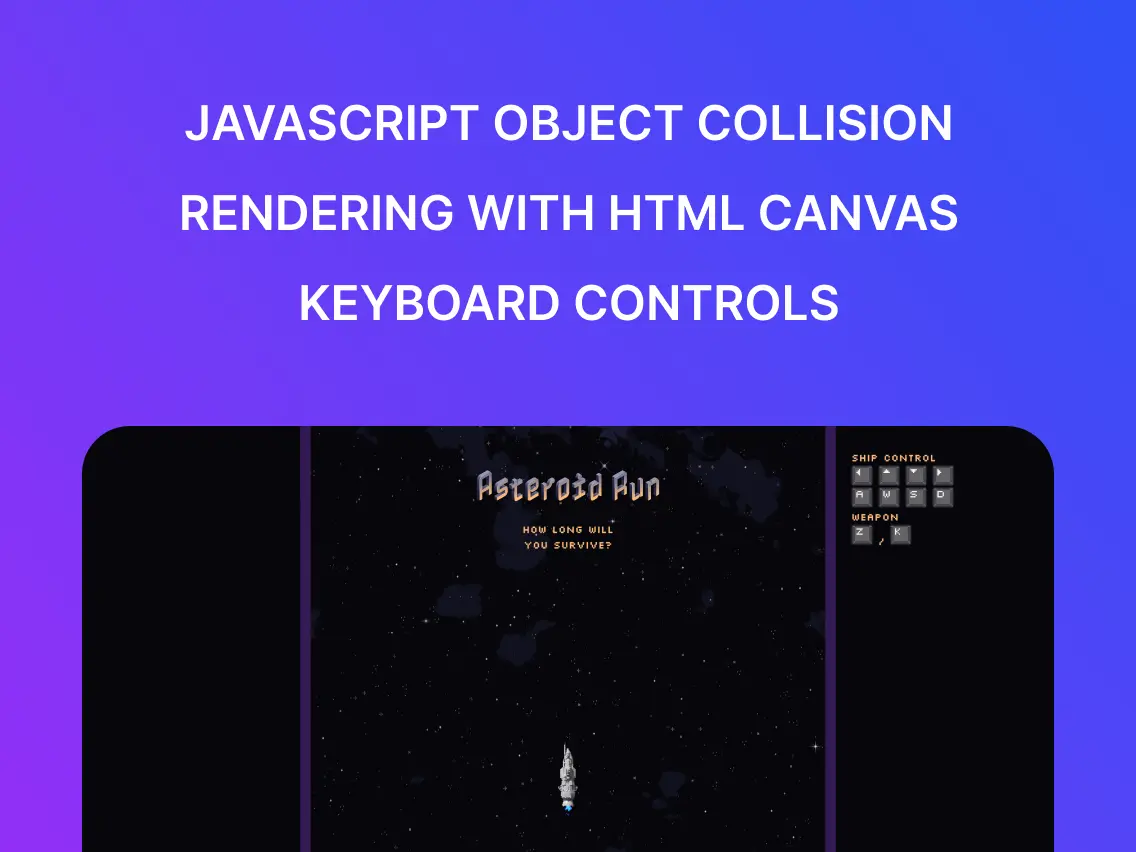 JAVASCRIPT OBJECT COLLISION
RENDERING WITH HTML CANVAS
KEYBOARD CONTROLS
SHIP CONTROL
A W S D
WEAPON
Z , K
Asteroid Run
HOW LONG WILL
YOU SURVIVE?